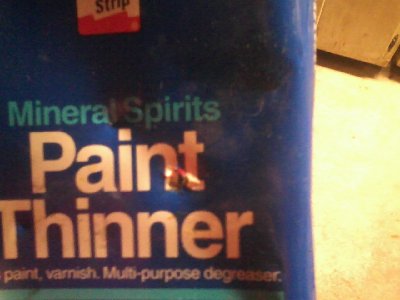 Strip
Mineral Spirits
Paint
Thinner
paint, varnish. Multi-purpose degreaser.